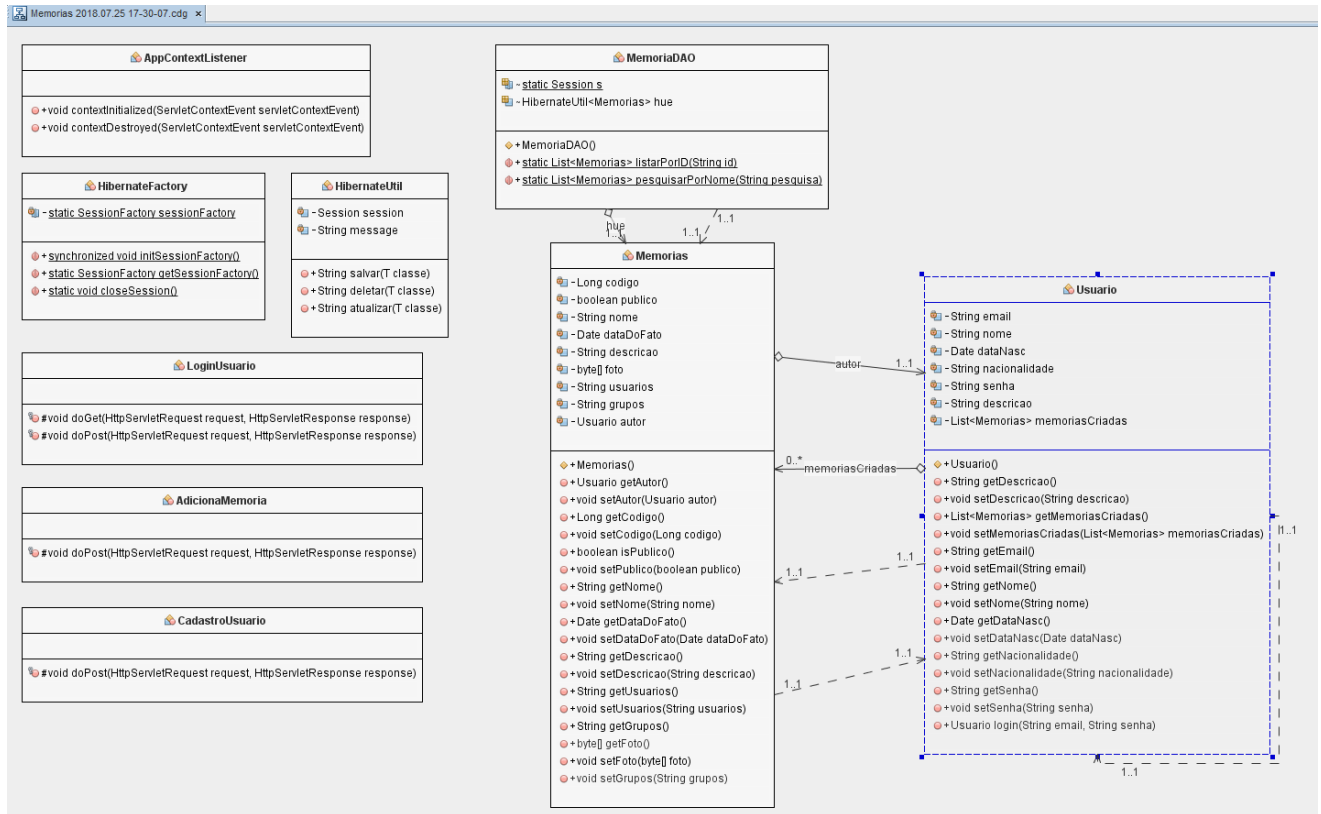 Memorias 2018.07.25 17-30-07.cdg ×
AppContextListener
+void contextInitialized(ServletContextEvent servletContextEvent)
+void contextDestroyed(ServletContextEvent servletContextEvent)
MemoriaDAO
-static Session s
-HibernateUtil<Memorias> hue
+MemoriaDAO()
+static List<Memorias> listarPorID(String id)
+static List<Memorias> pesquisarPorNome(String pesquisa)
HibernateFactory
-static SessionFactory sessionFactory
+synchronized void initSessionFactory()
+static SessionFactory getSessionFactory()
+static void closeSession()
HibernateUtil
-Session session
-String message
+String salvar(T classe)
+String deletar(T classe)
+String atualizar(T classe)
hue
1..1
1..1
1..1
LoginUsuario
#void doGet(HttpServletRequest request, HttpServletResponse response)
#void doPost(HttpServletRequest request, HttpServletResponse response)
AdicionaMemoria
#void doPost(HttpServletRequest request, HttpServletResponse response)
CadastroUsuario
#void doPost(HttpServletRequest request, HttpServletResponse response)
Memorias
-Long codigo
-boolean publico
-String nome
-Date dataDoFato
-String descricao
-byte[] foto
-String usuarios
-String grupos
-Usuario autor
+Memorias()
+Usuario getAutor()
+void setAutor(Usuario autor)
+Long getCodigo()
+void setCodigo(Long codigo)
+boolean isPublico()
+void setPublico(boolean publico)
+String getNome()
+void setNome(String nome)
+Date getDataDoFato()
+void setDataDoFato(Date dataDoFato)
+String getDescricao()
+void setDescricao(String descricao)
+String getUsuarios()
+void setUsuarios(String usuarios)
+String getGrupos()
+byte[] getFoto()
+void setFoto(byte[] foto)
+void setGrupos(String grupos)
autor
1..1
0..*
memoriasCriadas
1..1
1..1
1..1
1..1
Usuario
-String email
-String nome
-Date dataNasc
-String nacionalidade
-String senha
-String descricao
-List<Memorias> memoriasCriadas
+Usuario()
+String getDescricao()
+void setDescricao(String descricao)
+List<Memorias> getMemoriasCriadas()
+void setMemoriasCriadas(List<Memorias> memoriasCriadas)
+String getEmail()
+void setEmail(String email)
+String getNome()
+void setNome(String nome)
+Date getDataNasc()
+void setDataNasc(Date dataNasc)
+String getNacionalidade()
+void setNacionalidade(String nacionalidade)
+String getSenha()
+void setSenha(String senha)
+Usuario login(String email, String senha)
1..1
1..1